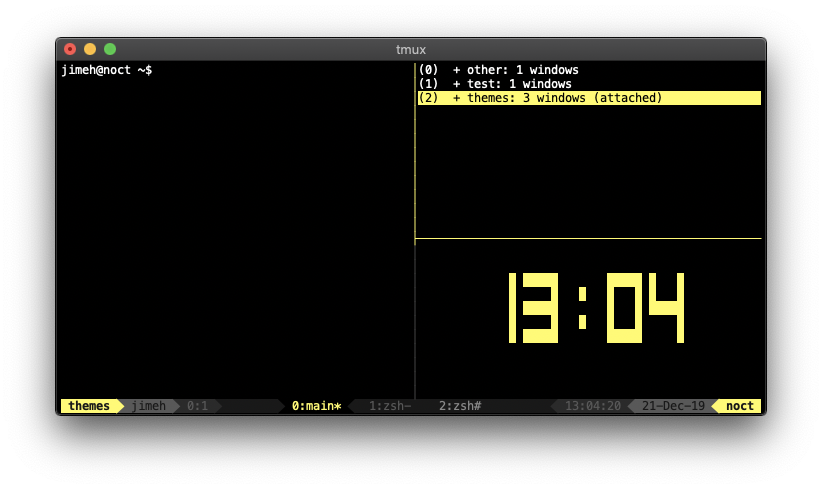 tmux
jimeh@noct ~$
(0)  + other: 1 windows
(1)  + test: 1 windows
(2)  + themes: 3 windows (attached)
13:04
themes jimeh 0:1 0:main* 1:zsh- 2:zsh# 13:04:20 21-Dec-19 noct